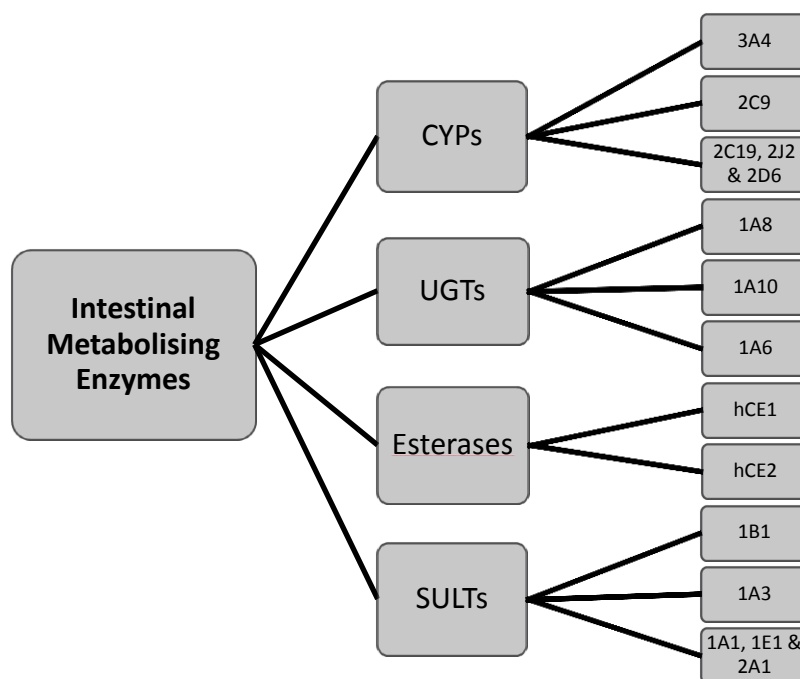 Intestinal
Metabolising
Enzymes
CYPs
3A4
2C9
2C19, 2J2
& 2D6
UGTs
1A8
1A10
1A6
Esterases
hCE1
hCE2
SULTs
1B1
1A3
1A1, 1E1 &
2A1